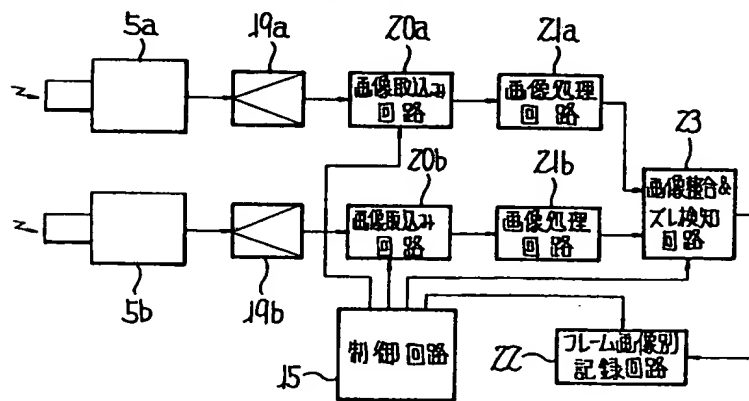 5a
19a
20a
21a
画像取込み
回路
画像処理
回路
23
20b
21b
画像整合&
ズレ検知
回路
画像取込み
回路
画像処理
回路
5b
19b
制御回路
15
22
フレーム画像別
記録回路